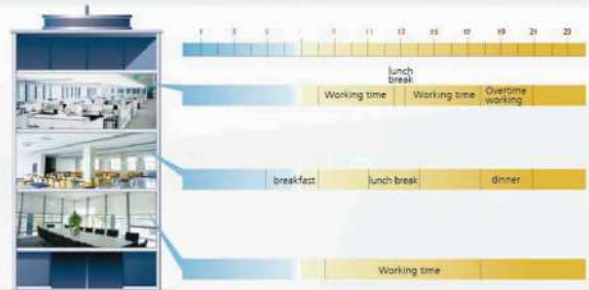 1 3 5 9 11 13 15 17 19 21 23
lunch
break
Working time Working time Overtime
working
breakfast lunch break dinner
Working time